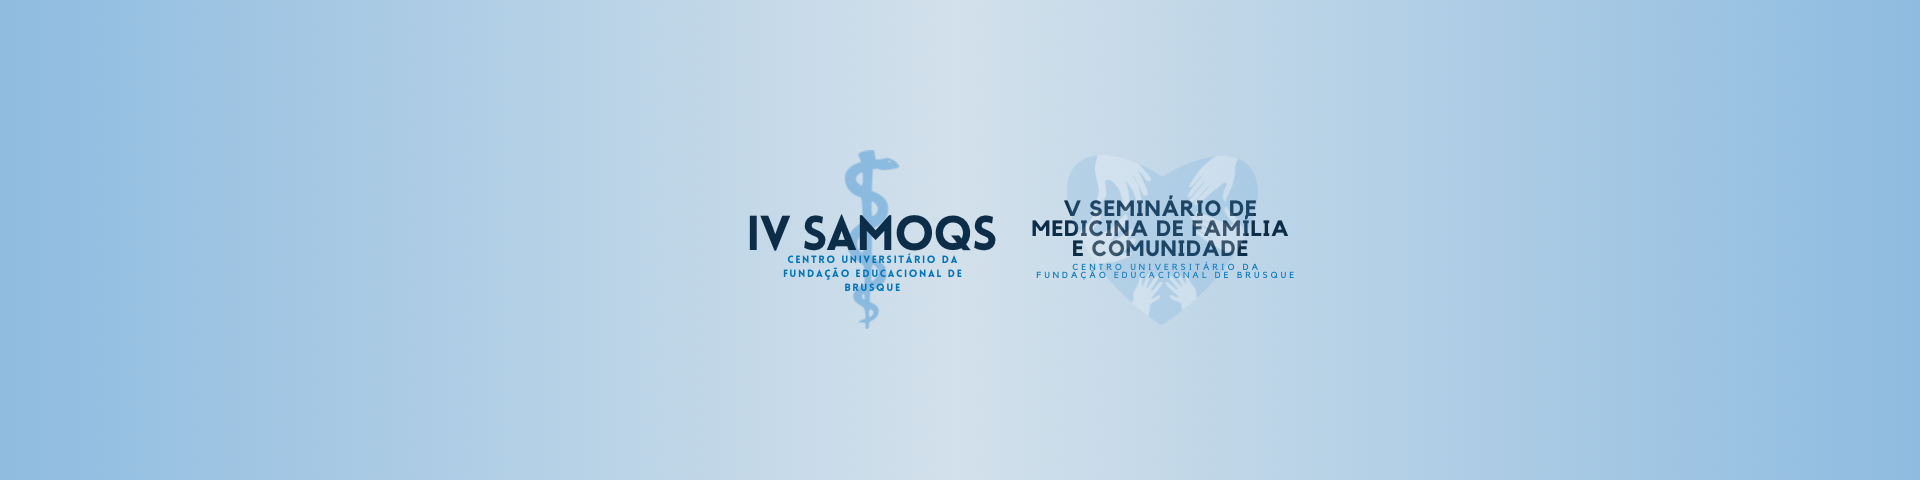 IV SAMOQS
CENTRO UNIVERSITÁRIO DA
FUNDAÇÃO EDUCACIONAL DE
BRUSQUE
V SEMINÁRIO DE
MEDICINA DE FAMÍLIA
E COMUNIDADE
CENTRO UNIVERSITÁRIO DA
FUNDAÇÃO EDUCACIONAL DE BRUSQUE